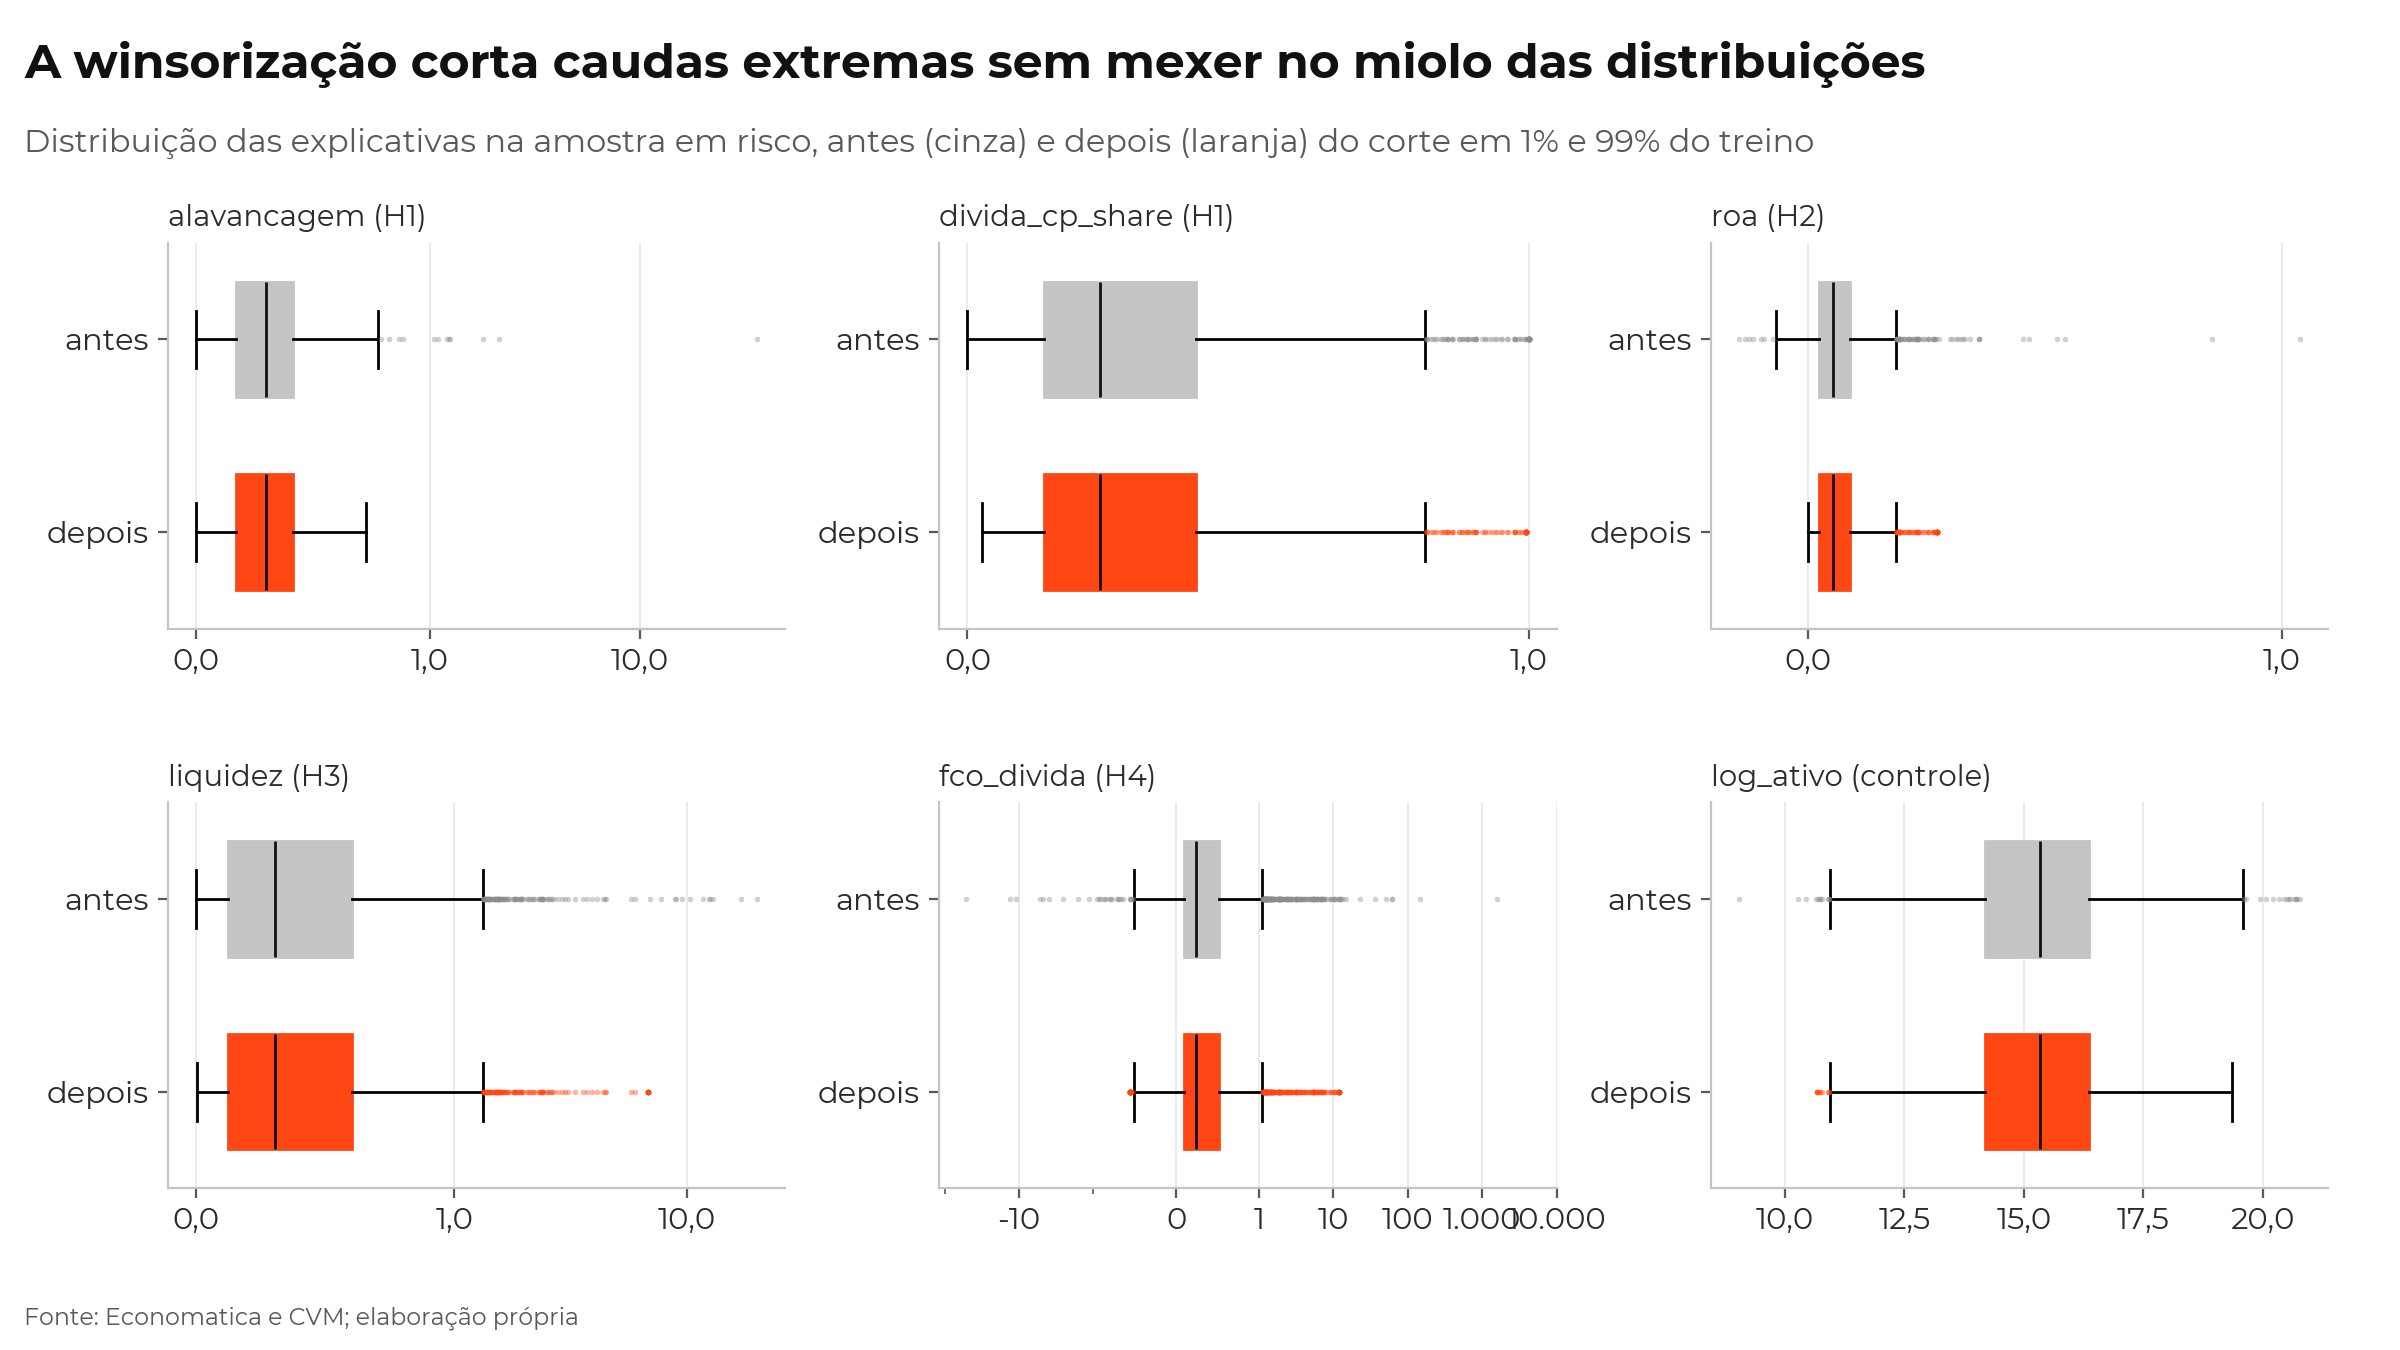 A winsorização corta caudas extremas sem mexer no miolo das distribuições
Distribuição das explicativas na amostra em risco, antes (cinza) e depois (laranja) do corte em 1% e 99% do treino
alavancagem (H1)
antes
depois
0,0 1,0 10,0
divida_cp_share (H1)
antes
depois
0,0 1,0
roa (H2)
antes
depois
0,0 1,0
liquidez (H3)
antes
depois
0,0 1,0 10,0
fco_divida (H4)
antes
depois
-10 0 1 10 100 1.000 10.000
log_ativo (controle)
antes
depois
10,0 12,5 15,0 17,5 20,0
Fonte: Economatica e CVM; elaboração própria